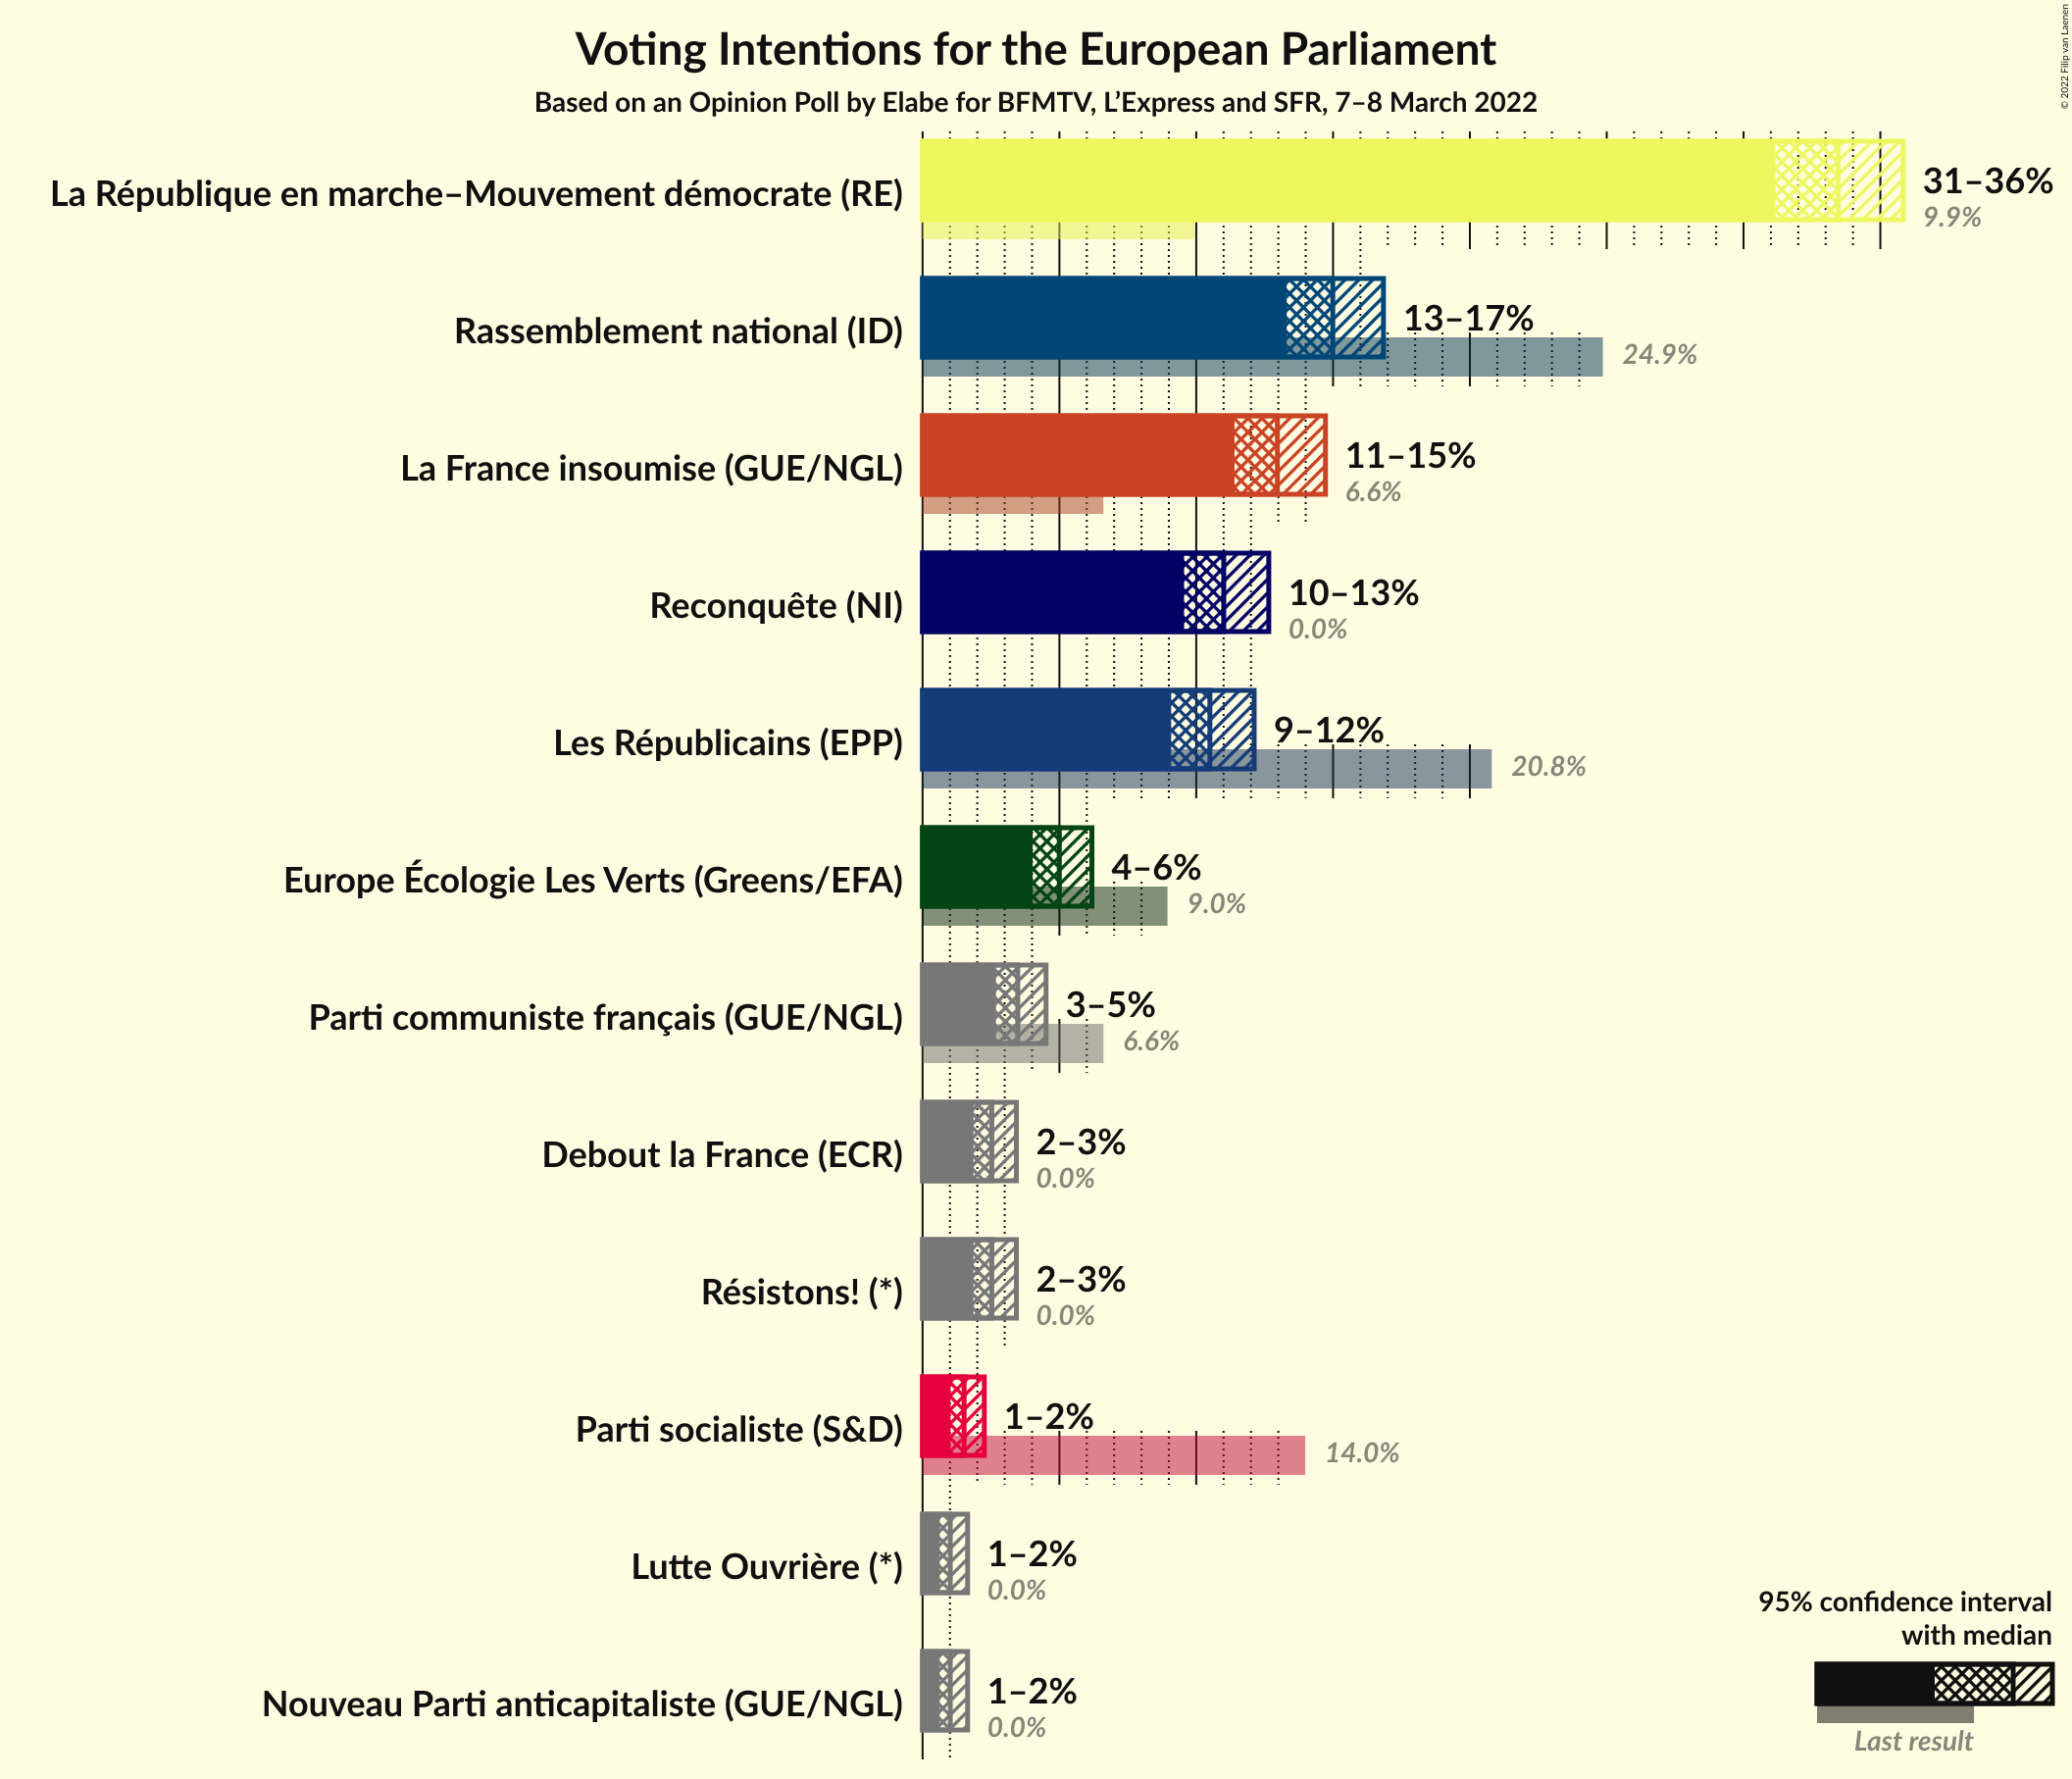 Voting Intentions for the European Parliament
Based on an Opinion Poll by Elabe for BFMTV, L’Express and SFR, 7–8 March 2022
© 2022 Filip van Laenen
La République en marche–Mouvement démocrate (RE)
31–36%
9.9%
Rassemblement national (ID)
13–17%
24.9%
La France insoumise (GUE/NGL)
11–15%
6.6%
Reconquête (NI)
10–13%
0.0%
Les Républicains (EPP)
9–12%
20.8%
Europe Écologie Les Verts (Greens/EFA)
4–6%
9.0%
Parti communiste français (GUE/NGL)
3–5%
6.6%
Debout la France (ECR)
2–3%
0.0%
Résistons! (*)
2–3%
0.0%
Parti socialiste (S&D)
1–2%
14.0%
Lutte Ouvrière (*)
1–2%
0.0%
Nouveau Parti anticapitaliste (GUE/NGL)
1–2%
0.0%
95% confidence interval
with median
Last result